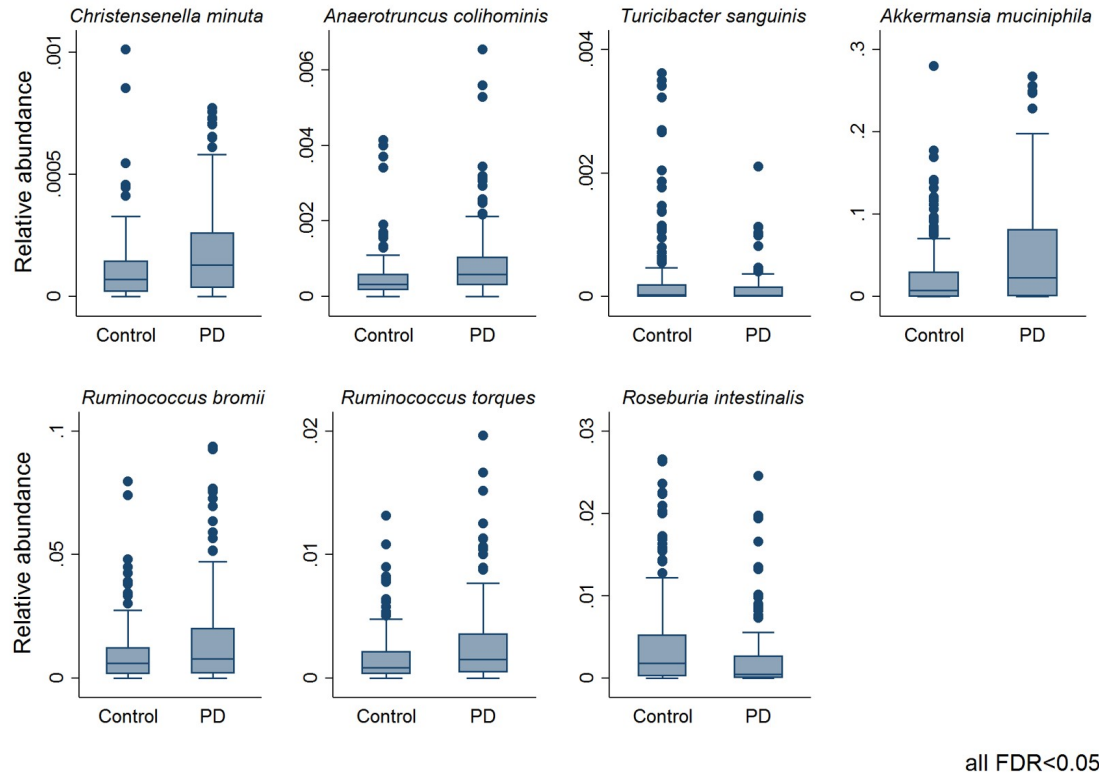 Christensenella minuta
Anaerotruncus colihominis
Turicibacter sanguinis
Akkermansia muciniphila
Relative abundance
.001
.0005
0
Control PD
.006
.004
.002
0
Control PD
.004
.002
0
Control PD
.3
.2
.1
0
Control PD
Ruminococcus bromii
Ruminococcus torques
Roseburia intestinalis
Relative abundance
.1
.05
0
Control PD
.02
.01
0
Control PD
.03
.02
.01
0
Control PD
all FDR<0.05